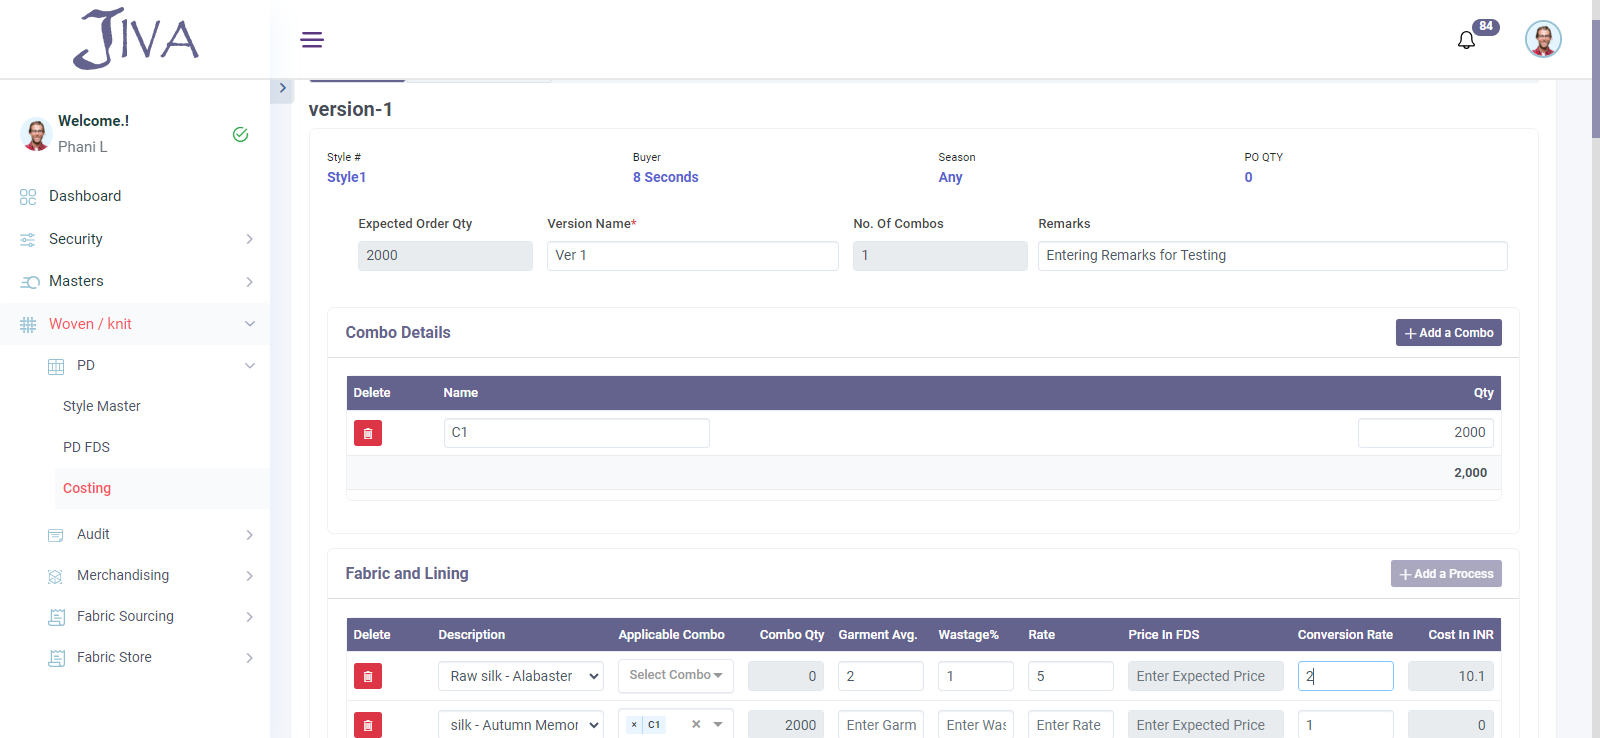 JIVA
84
Welcome.!
Phani L
Dashboard
Security
Masters
Woven / knit
PD
Style Master
PD FDS
Costing
Audit
Merchandising
Fabric Sourcing
Fabric Store
version-1
Style # Buyer Season PO QTY
Style1 8 Seconds Any 0
Expected Order Qty Version Name* No. Of Combos Remarks
2000 Ver 1 1 Entering Remarks for Testing
Combo Details + Add a Combo
Delete Name Qty
C1 2000
2,000
Fabric and Lining + Add a Process
Delete Description Applicable Combo Combo Qty Garment Avg. Wastage% Rate Price In FDS Conversion Rate Cost In INR
Raw silk - Alabaster Select Combo 0 2 1 5 Enter Expected Price 2 10.1
silk - Autumn Memor × C1 × 2000 Enter Garm Enter Was Enter Rate Enter Expected Price 1 0